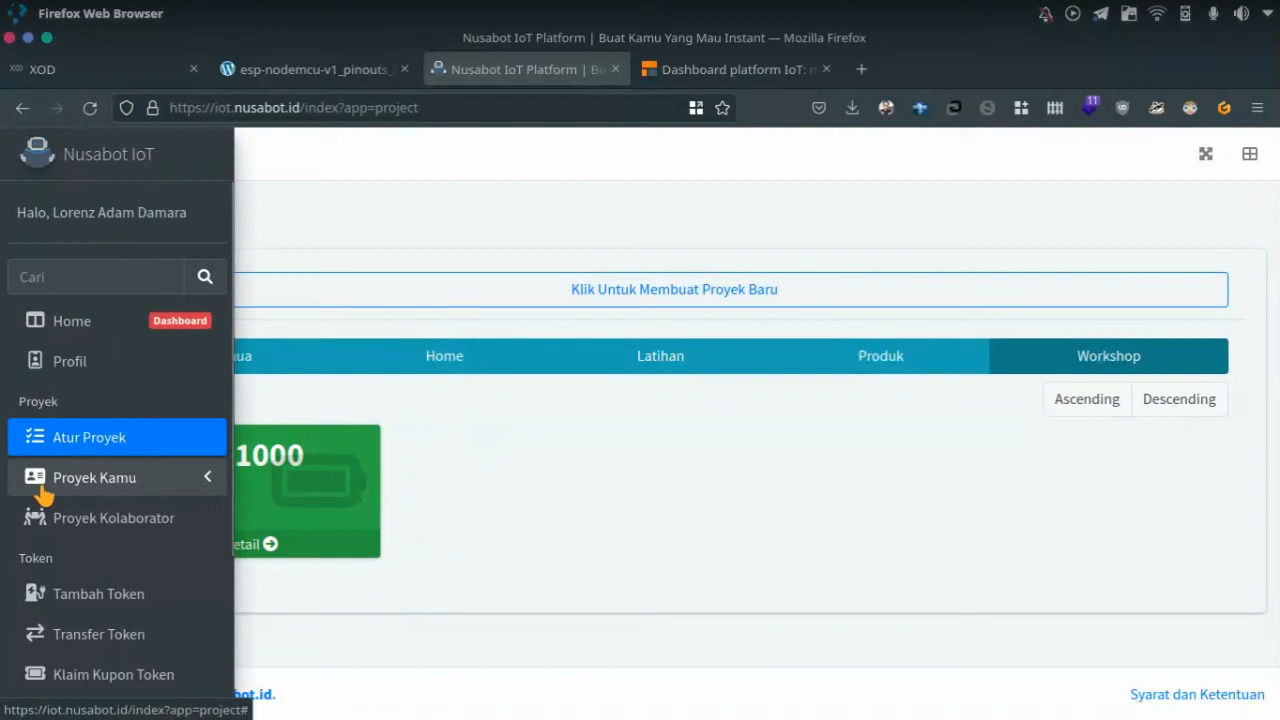 Firefox Web Browser
Nusabot IoT Platform | Buat Kamu Yang Mau Instant — Mozilla Firefox
XOD
esp-nodemcu-v1_pinouts_
Nusabot IoT Platform | Bu
Dashboard platform IoT: m
https://iot.nusabot.id/index?app=project
11
Nusabot IoT
Halo, Lorenz Adam Damara
Cari
Klik Untuk Membuat Proyek Baru
Home Dashboard
ua Home Latihan Produk Workshop
Profil
Proyek
Ascending Descending
Atur Proyek
1000
Proyek Kamu
Proyek Kolaborator
etail
Token
Tambah Token
Transfer Token
Klaim Kupon Token
bot.id.
Syarat dan Ketentuan
https://iot.nusabot.id/index?app=project#